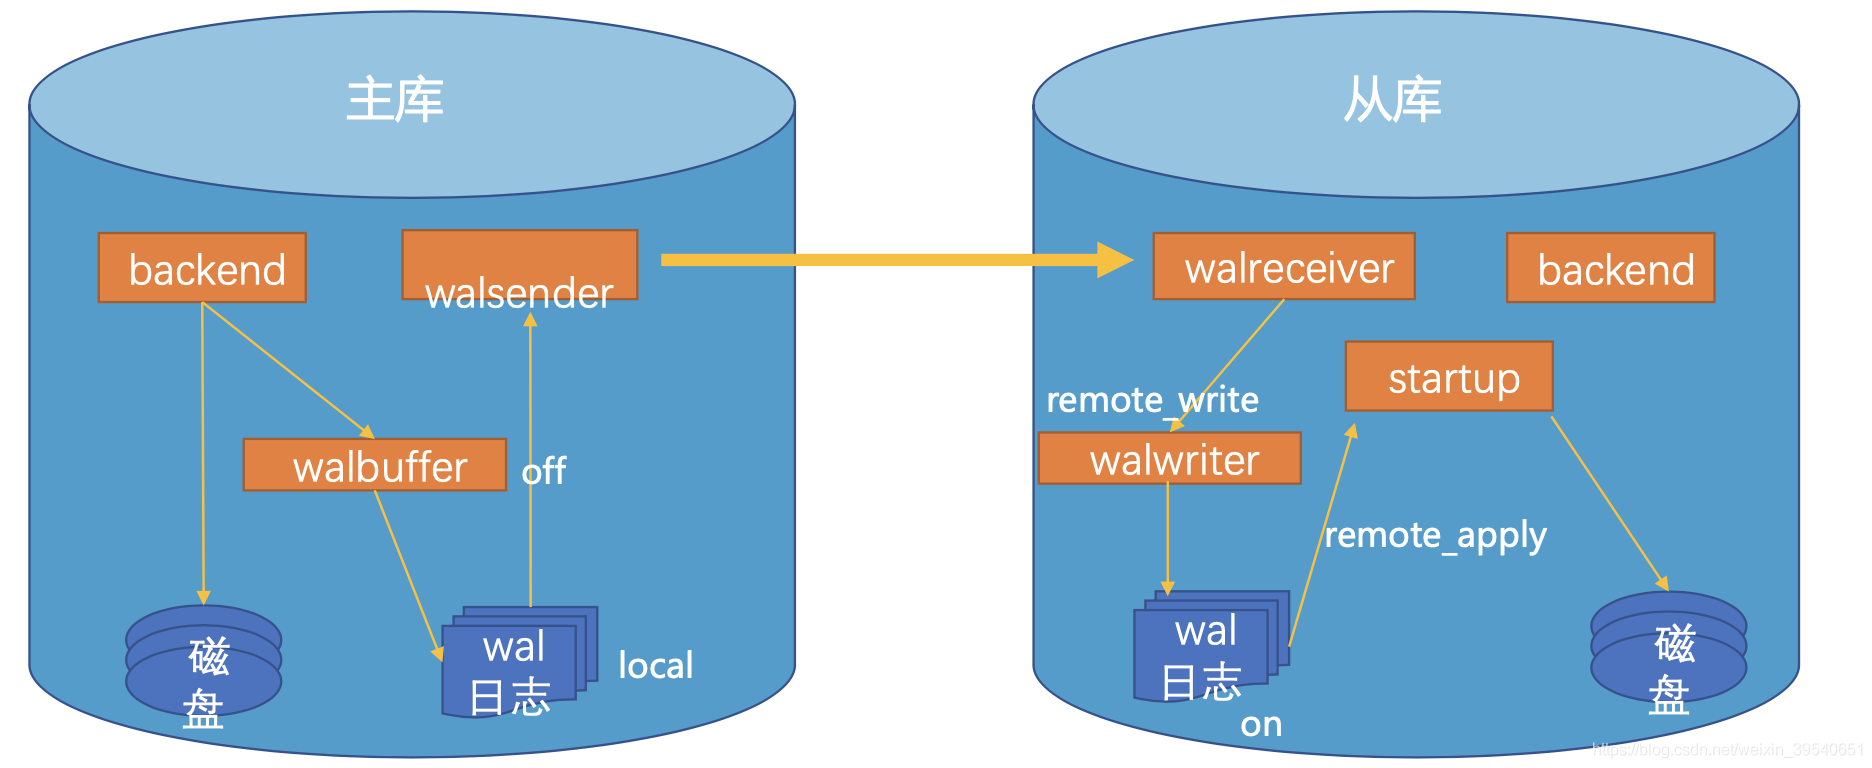 主库
从库
backend
walsender
walreceiver
backend
startup
remote_write
walbuffer
off
walwriter
remote_apply
磁
盘
wal
日志
local
wal
日志
on
磁
盘
https://blog.csdn.net/weixin_39540651